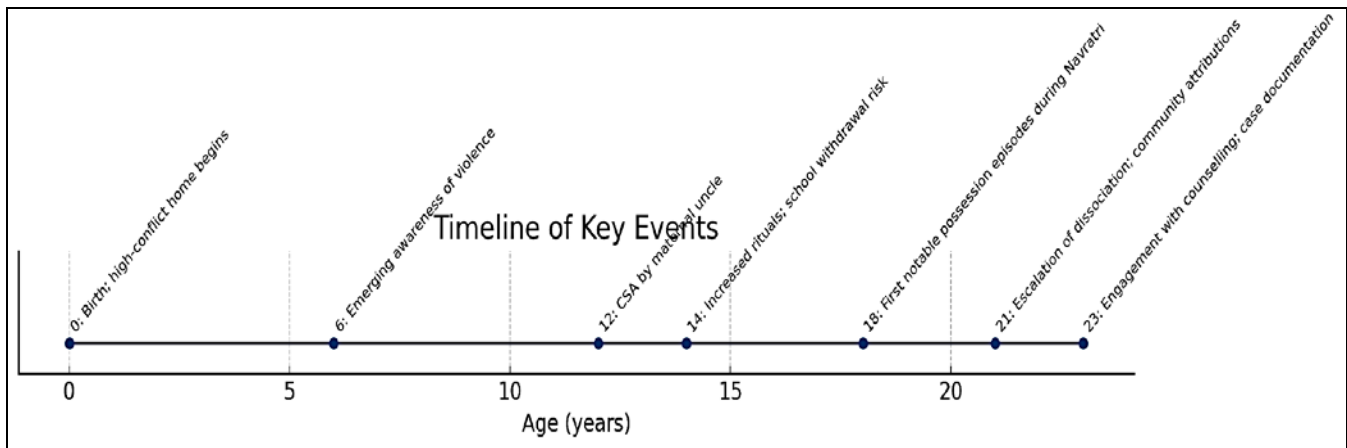 Timeline of Key Events
0: Birth; high-conflict home begins
6: Emerging awareness of violence
12: CSA by maternal uncle
14: Increased rituals; school withdrawal risk
18: First notable possession episodes during Navratri
21: Escalation of dissociation; community attributions
23: Engagement with counselling; case documentation
0 5 10 15 20
Age (years)